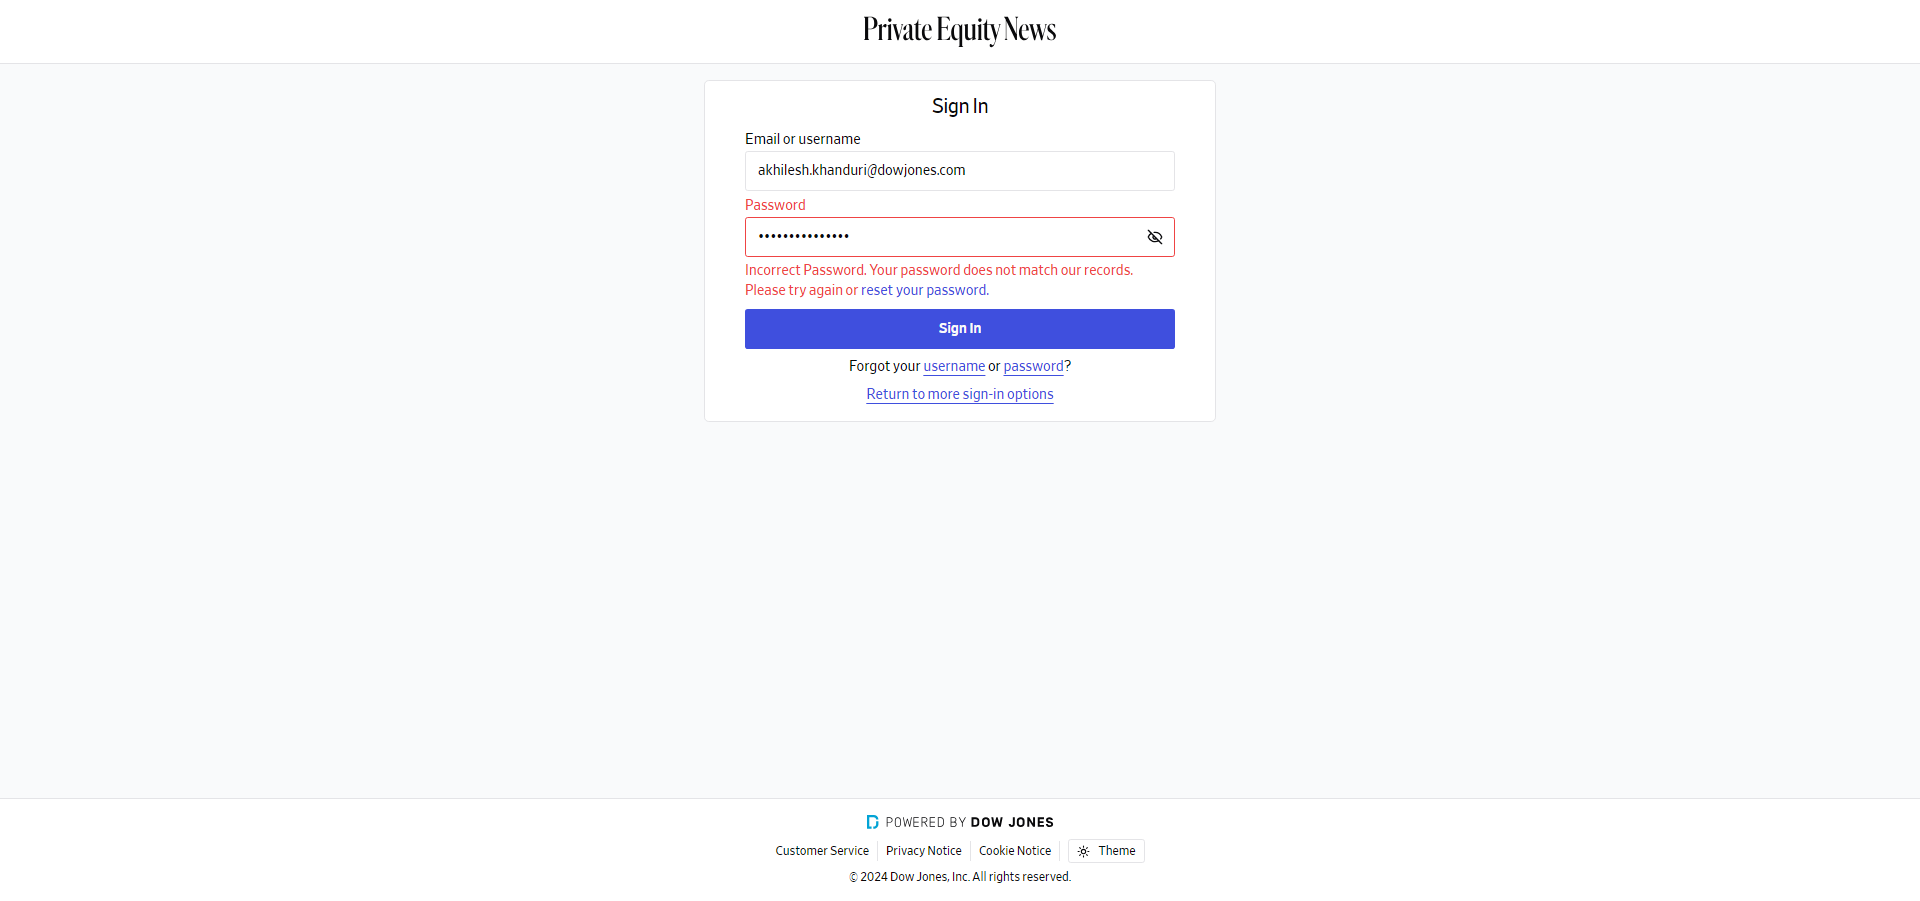 Private Equity News
Sign In
Email or username
akhilesh.khanduri@dowjones.com
Password
•••••••••••••••
Incorrect Password. Your password does not match our records.
Please try again or reset your password.
Sign In
Forgot your username or password?
Return to more sign-in options
POWERED BY DOW JONES
Customer Service
Privacy Notice
Cookie Notice
Theme
© 2024 Dow Jones, Inc. All rights reserved.